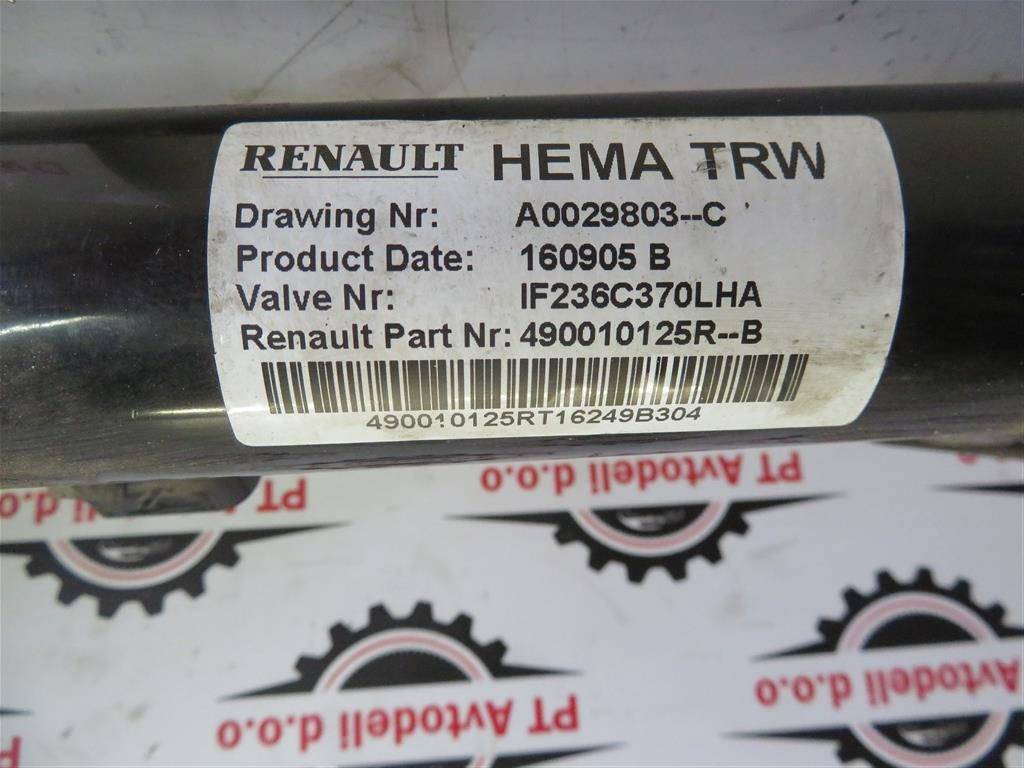 RENAULT HEMA TRW
Drawing Nr: A0029803--C
Product Date: 160905 B
Valve Nr: IF236C370LHA
Renault Part Nr: 490010125R--B
490010125RT16249B304
PT Avtodeli d.o.o
PT Avtodeli d.o.o
PT Avtodeli d.o.o
PT Avtodeli d.o.o